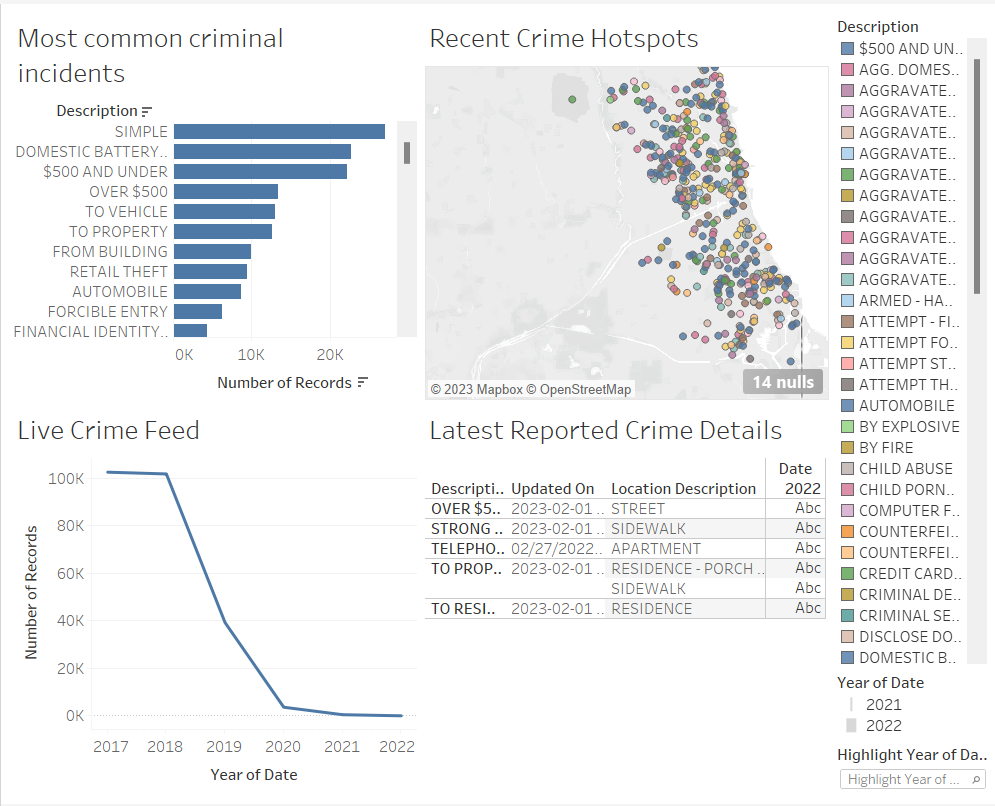 Most common criminal
incidents
Description
SIMPLE
DOMESTIC BATTERY..
$500 AND UNDER
OVER $500
TO VEHICLE
TO PROPERTY
FROM BUILDING
RETAIL THEFT
AUTOMOBILE
FORCIBLE ENTRY
FINANCIAL IDENTITY..
0K 10K 20K
Number of Records
Recent Crime Hotspots
© 2023 Mapbox © OpenStreetMap
14 nulls
Live Crime Feed
Number of Records
100K
80K
60K
40K
20K
0K
2017 2018 2019 2020 2021 2022
Year of Date
Latest Reported Crime Details
Date
Descripti.. Updated On Location Description 2022
OVER $5.. 2023-02-01 .. STREET Abc
STRONG .. 2023-02-01 .. SIDEWALK Abc
TELEPHO.. 02/27/2022.. APARTMENT Abc
TO PROP.. 2023-02-01 .. RESIDENCE - PORCH .. Abc
SIDEWALK Abc
TO RESI.. 2023-02-01 .. RESIDENCE Abc
Description
$500 AND UN..
AGG. DOMES..
AGGRAVATE..
AGGRAVATE..
AGGRAVATE..
AGGRAVATE..
AGGRAVATE..
AGGRAVATE..
AGGRAVATE..
AGGRAVATE..
AGGRAVATE..
AGGRAVATE..
ARMED - HA..
ATTEMPT - FI..
ATTEMPT FO..
ATTEMPT ST..
ATTEMPT TH..
AUTOMOBILE
BY EXPLOSIVE
BY FIRE
CHILD ABUSE
CHILD PORN..
COMPUTER F..
COUNTERFEI..
COUNTERFEI..
CREDIT CARD..
CRIMINAL DE..
CRIMINAL SE..
DISCLOSE DO..
DOMESTIC B..
Year of Date
2021
2022
Highlight Year of Da..
Highlight Year of ...